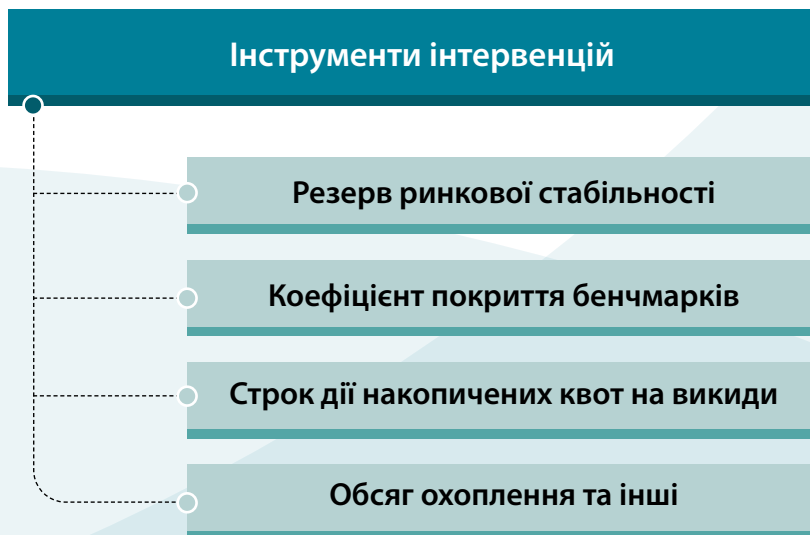 Інструменти інтервенцій
Резерв ринкової стабільності
Коефіцієнт покриття бенчмарків
Строк дії накопичених квот на викиди
Обсяг охоплення та інші